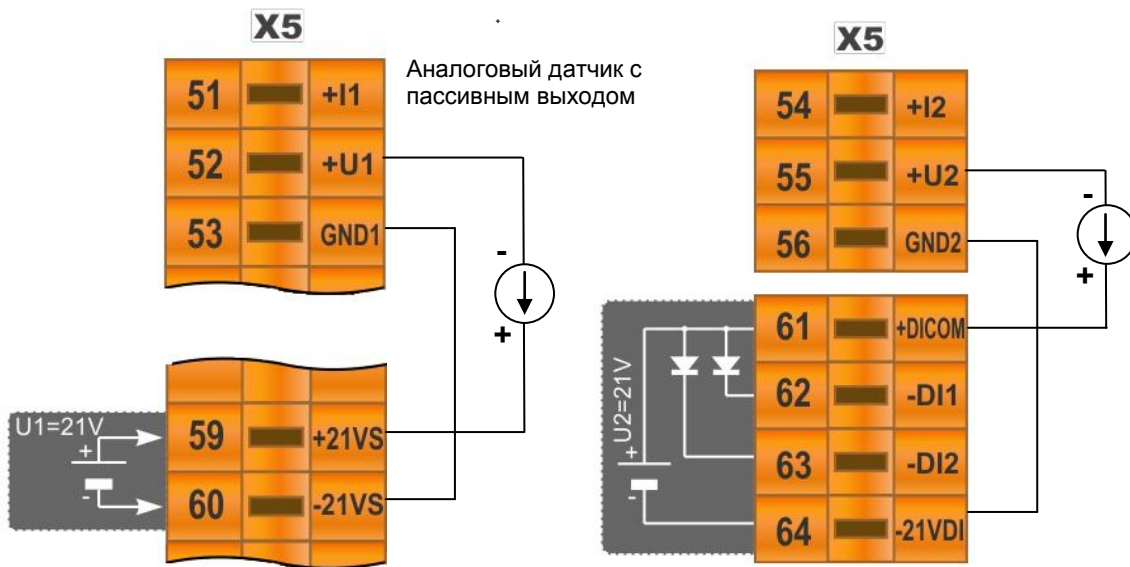 X5
51 +I1
52 +U1
53 GND1
Аналоговый датчик с
пассивным выходом
-
+
U1=21V
+
-
59 +21VS
60 -21VS
X5
54 +I2
55 +U2
56 GND2
-
+
U2=21V
+
-
61 +DICOM
62 -DI1
63 -DI2
64 -21VDI